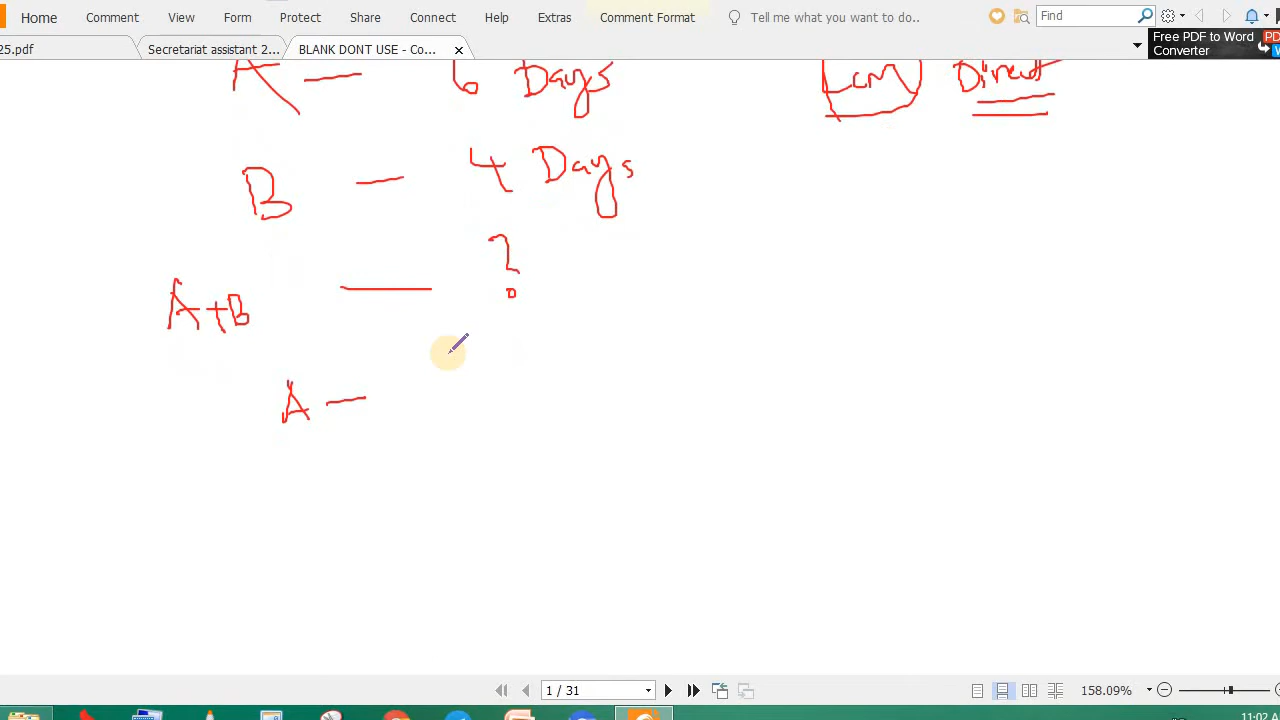 Home Comment View Form Protect Share Connect Help Extras Comment Format Tell me what you want to do.. Find
25.pdf Secretariat assistant 2... BLANK DONT USE - Co... Free PDF to Word Converter
A — 6 Days LCM Direct
B — 4 Days
A+B — ?
A —
1 / 31 158.09%
11:02 A